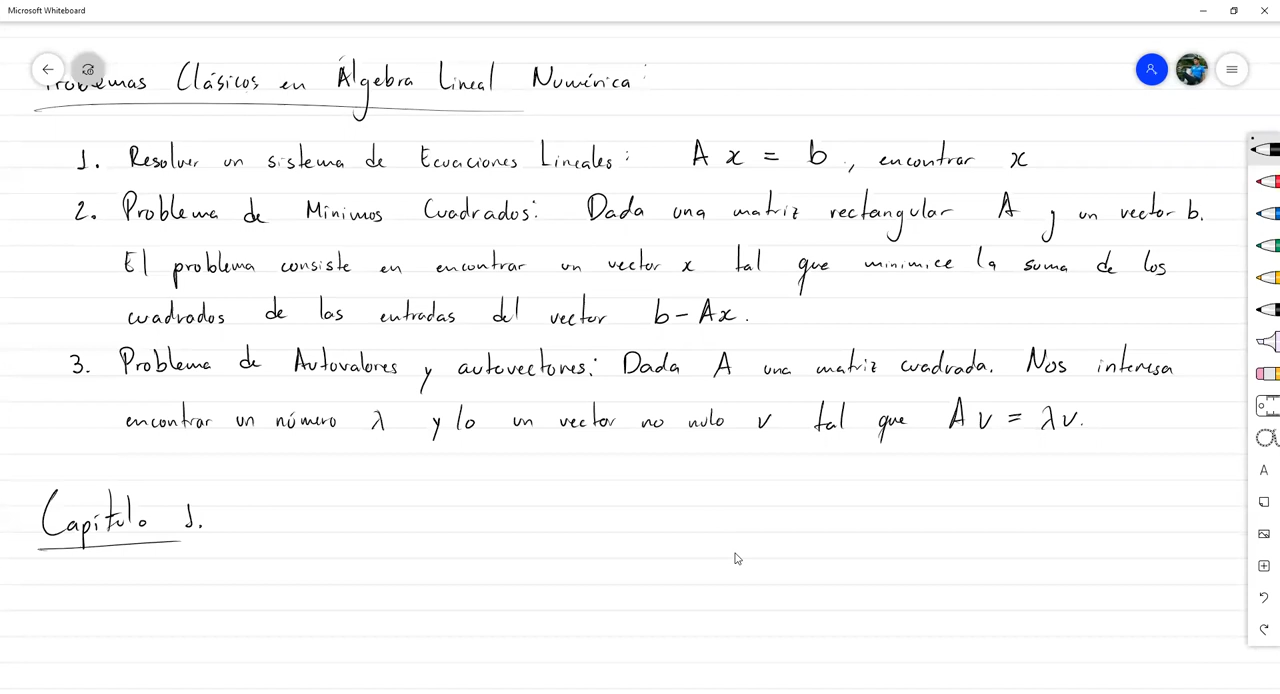 Microsoft Whiteboard
Problemas Clásicos en Álgebra Lineal Numérica:
1. Resolver un sistema de Ecuaciones Lineales: A x = b, encontrar x
2. Problema de Mínimos Cuadrados: Dada una matriz rectangular A y un vector b.
El problema consiste en encontrar un vector x tal que minimice la suma de los
cuadrados de las entradas del vector b - Ax.
3. Problema de Autovalores y autovectores: Dada A una matriz cuadrada. Nos interesa
encontrar un número λ y/o un vector no nulo v tal que A v = λv.
Capítulo 1.
A